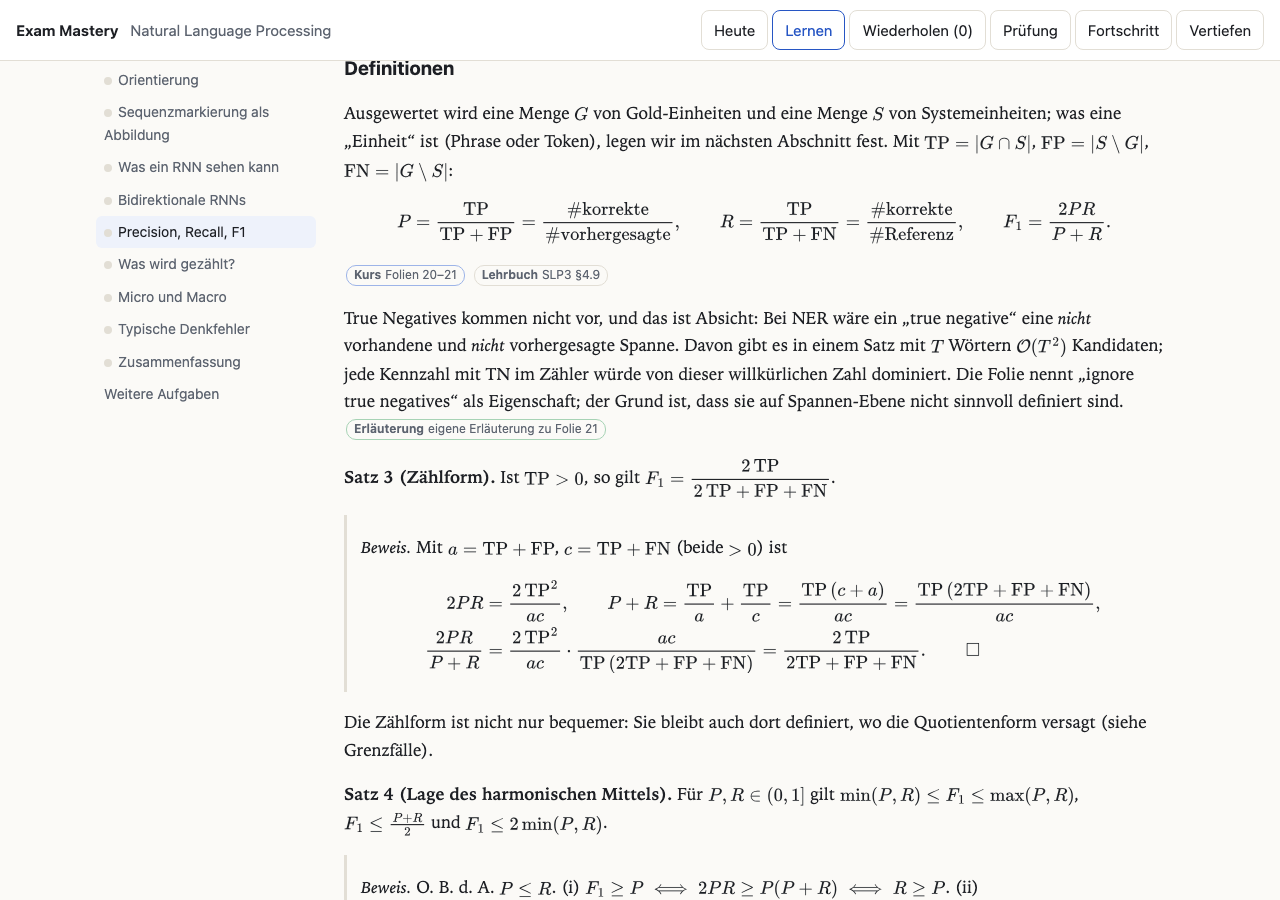 Exam Mastery Natural Language Processing Heute Lernen Wiederholen (0) Prüfung Fortschritt Vertiefen
Orientierung
Sequenzmarkierung als
Abbildung
Was ein RNN sehen kann
Bidirektionale RNNs
Precision, Recall, F1
Was wird gezählt?
Micro und Macro
Typische Denkfehler
Zusammenfassung
Weitere Aufgaben
Definitionen
Ausgewertet wird eine Menge G von Gold-Einheiten und eine Menge S von Systemeinheiten; was eine
„Einheit“ ist (Phrase oder Token), legen wir im nächsten Abschnitt fest. Mit TP = |G ∩ S|, FP = |S \ G|,
FN = |G \ S|:
P = TP / (TP + FP) = #korrekte / #vorhergesagte, R = TP / (TP + FN) = #korrekte / #Referenz, F₁ = 2PR / (P + R).
Kurs Folien 20–21 Lehrbuch SLP3 §4.9
True Negatives kommen nicht vor, und das ist Absicht: Bei NER wäre ein „true negative“ eine nicht
vorhandene und nicht vorhergesagte Spanne. Davon gibt es in einem Satz mit T Wörtern O(T²) Kandidaten;
jede Kennzahl mit TN im Zähler würde von dieser willkürlichen Zahl dominiert. Die Folie nennt „ignore
true negatives“ als Eigenschaft; der Grund ist, dass sie auf Spannen-Ebene nicht sinnvoll definiert sind.
Erläuterung eigene Erläuterung zu Folie 21
Satz 3 (Zählform). Ist TP > 0, so gilt F₁ = 2 TP / (2 TP + FP + FN).
Beweis. Mit a = TP + FP, c = TP + FN (beide > 0) ist
2PR = 2 TP² / ac, P + R = TP / a + TP / c = TP (c + a) / ac = TP (2TP + FP + FN) / ac,
2PR / (P + R) = 2 TP² / ac · ac / (TP (2TP + FP + FN)) = 2 TP / (2TP + FP + FN). □
Die Zählform ist nicht nur bequemer: Sie bleibt auch dort definiert, wo die Quotientenform versagt (siehe
Grenzfälle).
Satz 4 (Lage des harmonischen Mittels). Für P, R ∈ (0, 1] gilt min(P, R) ≤ F₁ ≤ max(P, R),
F₁ ≤ (P+R)/2 und F₁ ≤ 2 min(P, R).
Beweis. O. B. d. A. P ≤ R. (i) F₁ ≥ P ⟺ 2PR ≥ P(P + R) ⟺ R ≥ P. (ii)